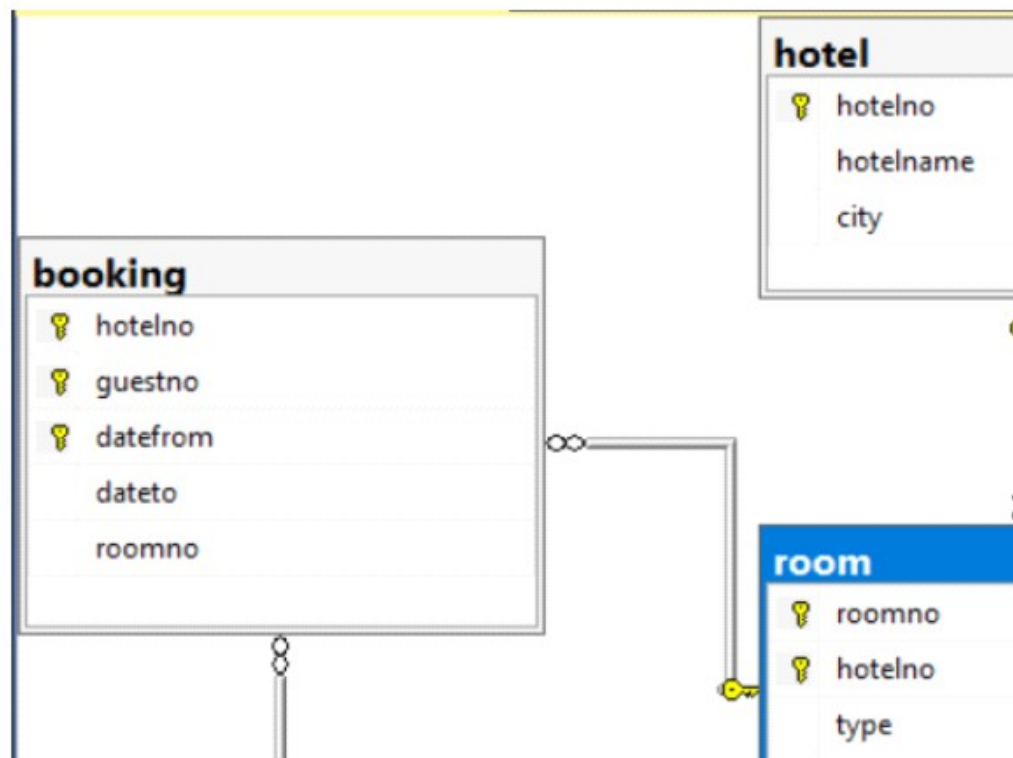 hotel
hotelno
hotelname
city
booking
hotelno
guestno
datefrom
dateto
roomno
room
roomno
hotelno
type